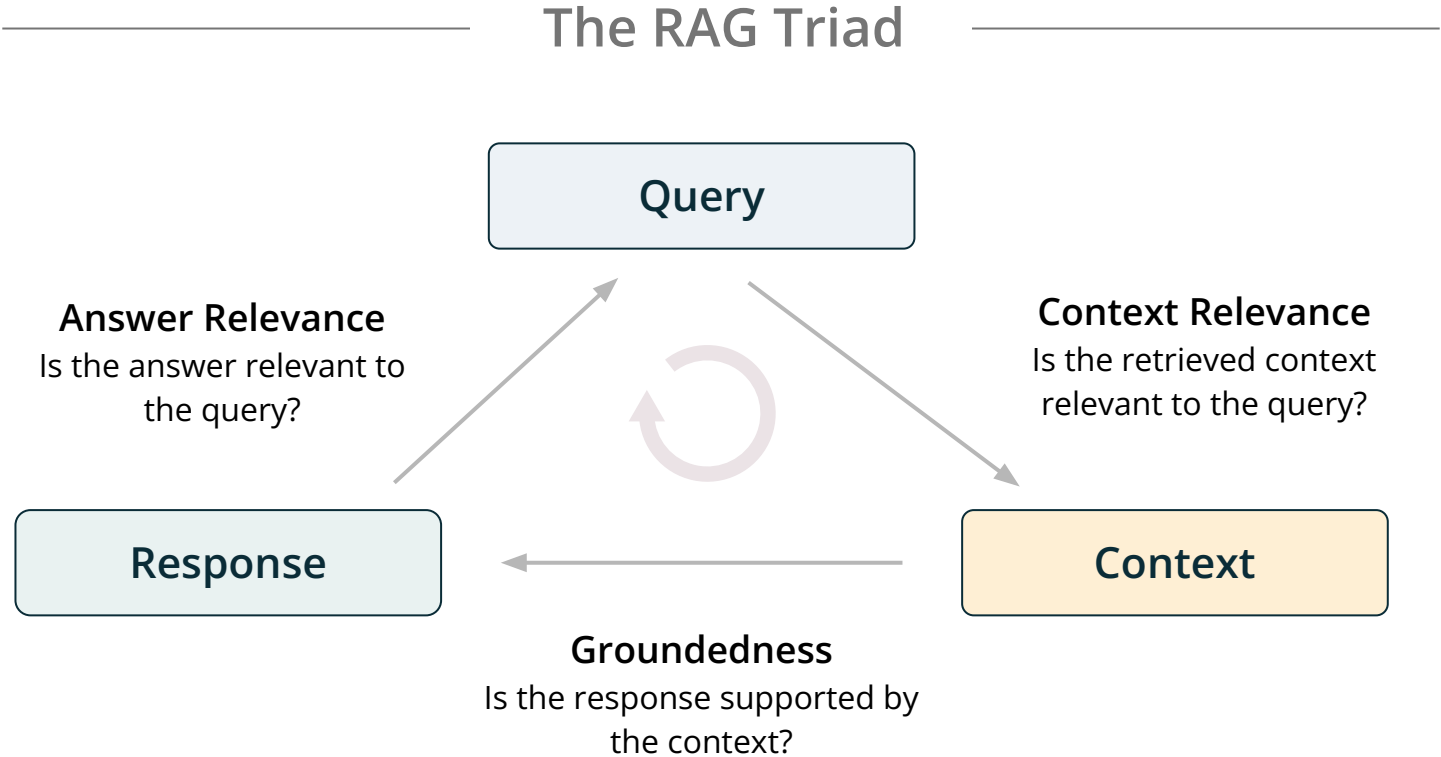 The RAG Triad
Query
Answer Relevance
Is the answer relevant to
the query?
Context Relevance
Is the retrieved context
relevant to the query?
Response
Context
Groundedness
Is the response supported by
the context?